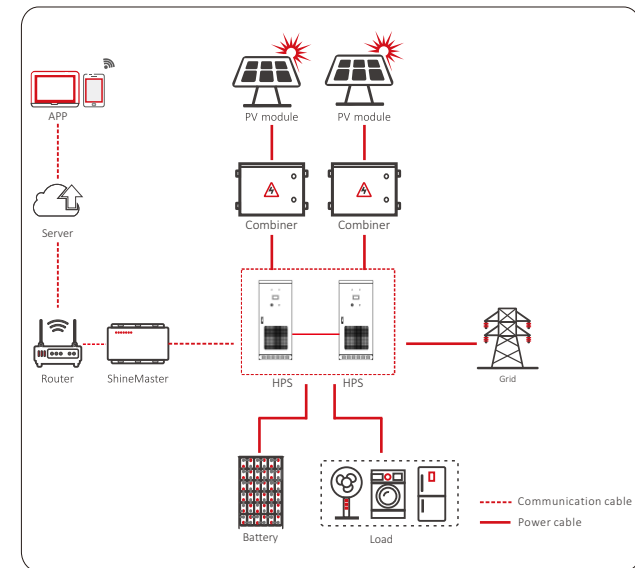 APP
PV module
PV module
Server
Combiner
Combiner
Router
ShineMaster
HPS
HPS
Grid
Battery
Load
Communication cable
Power cable